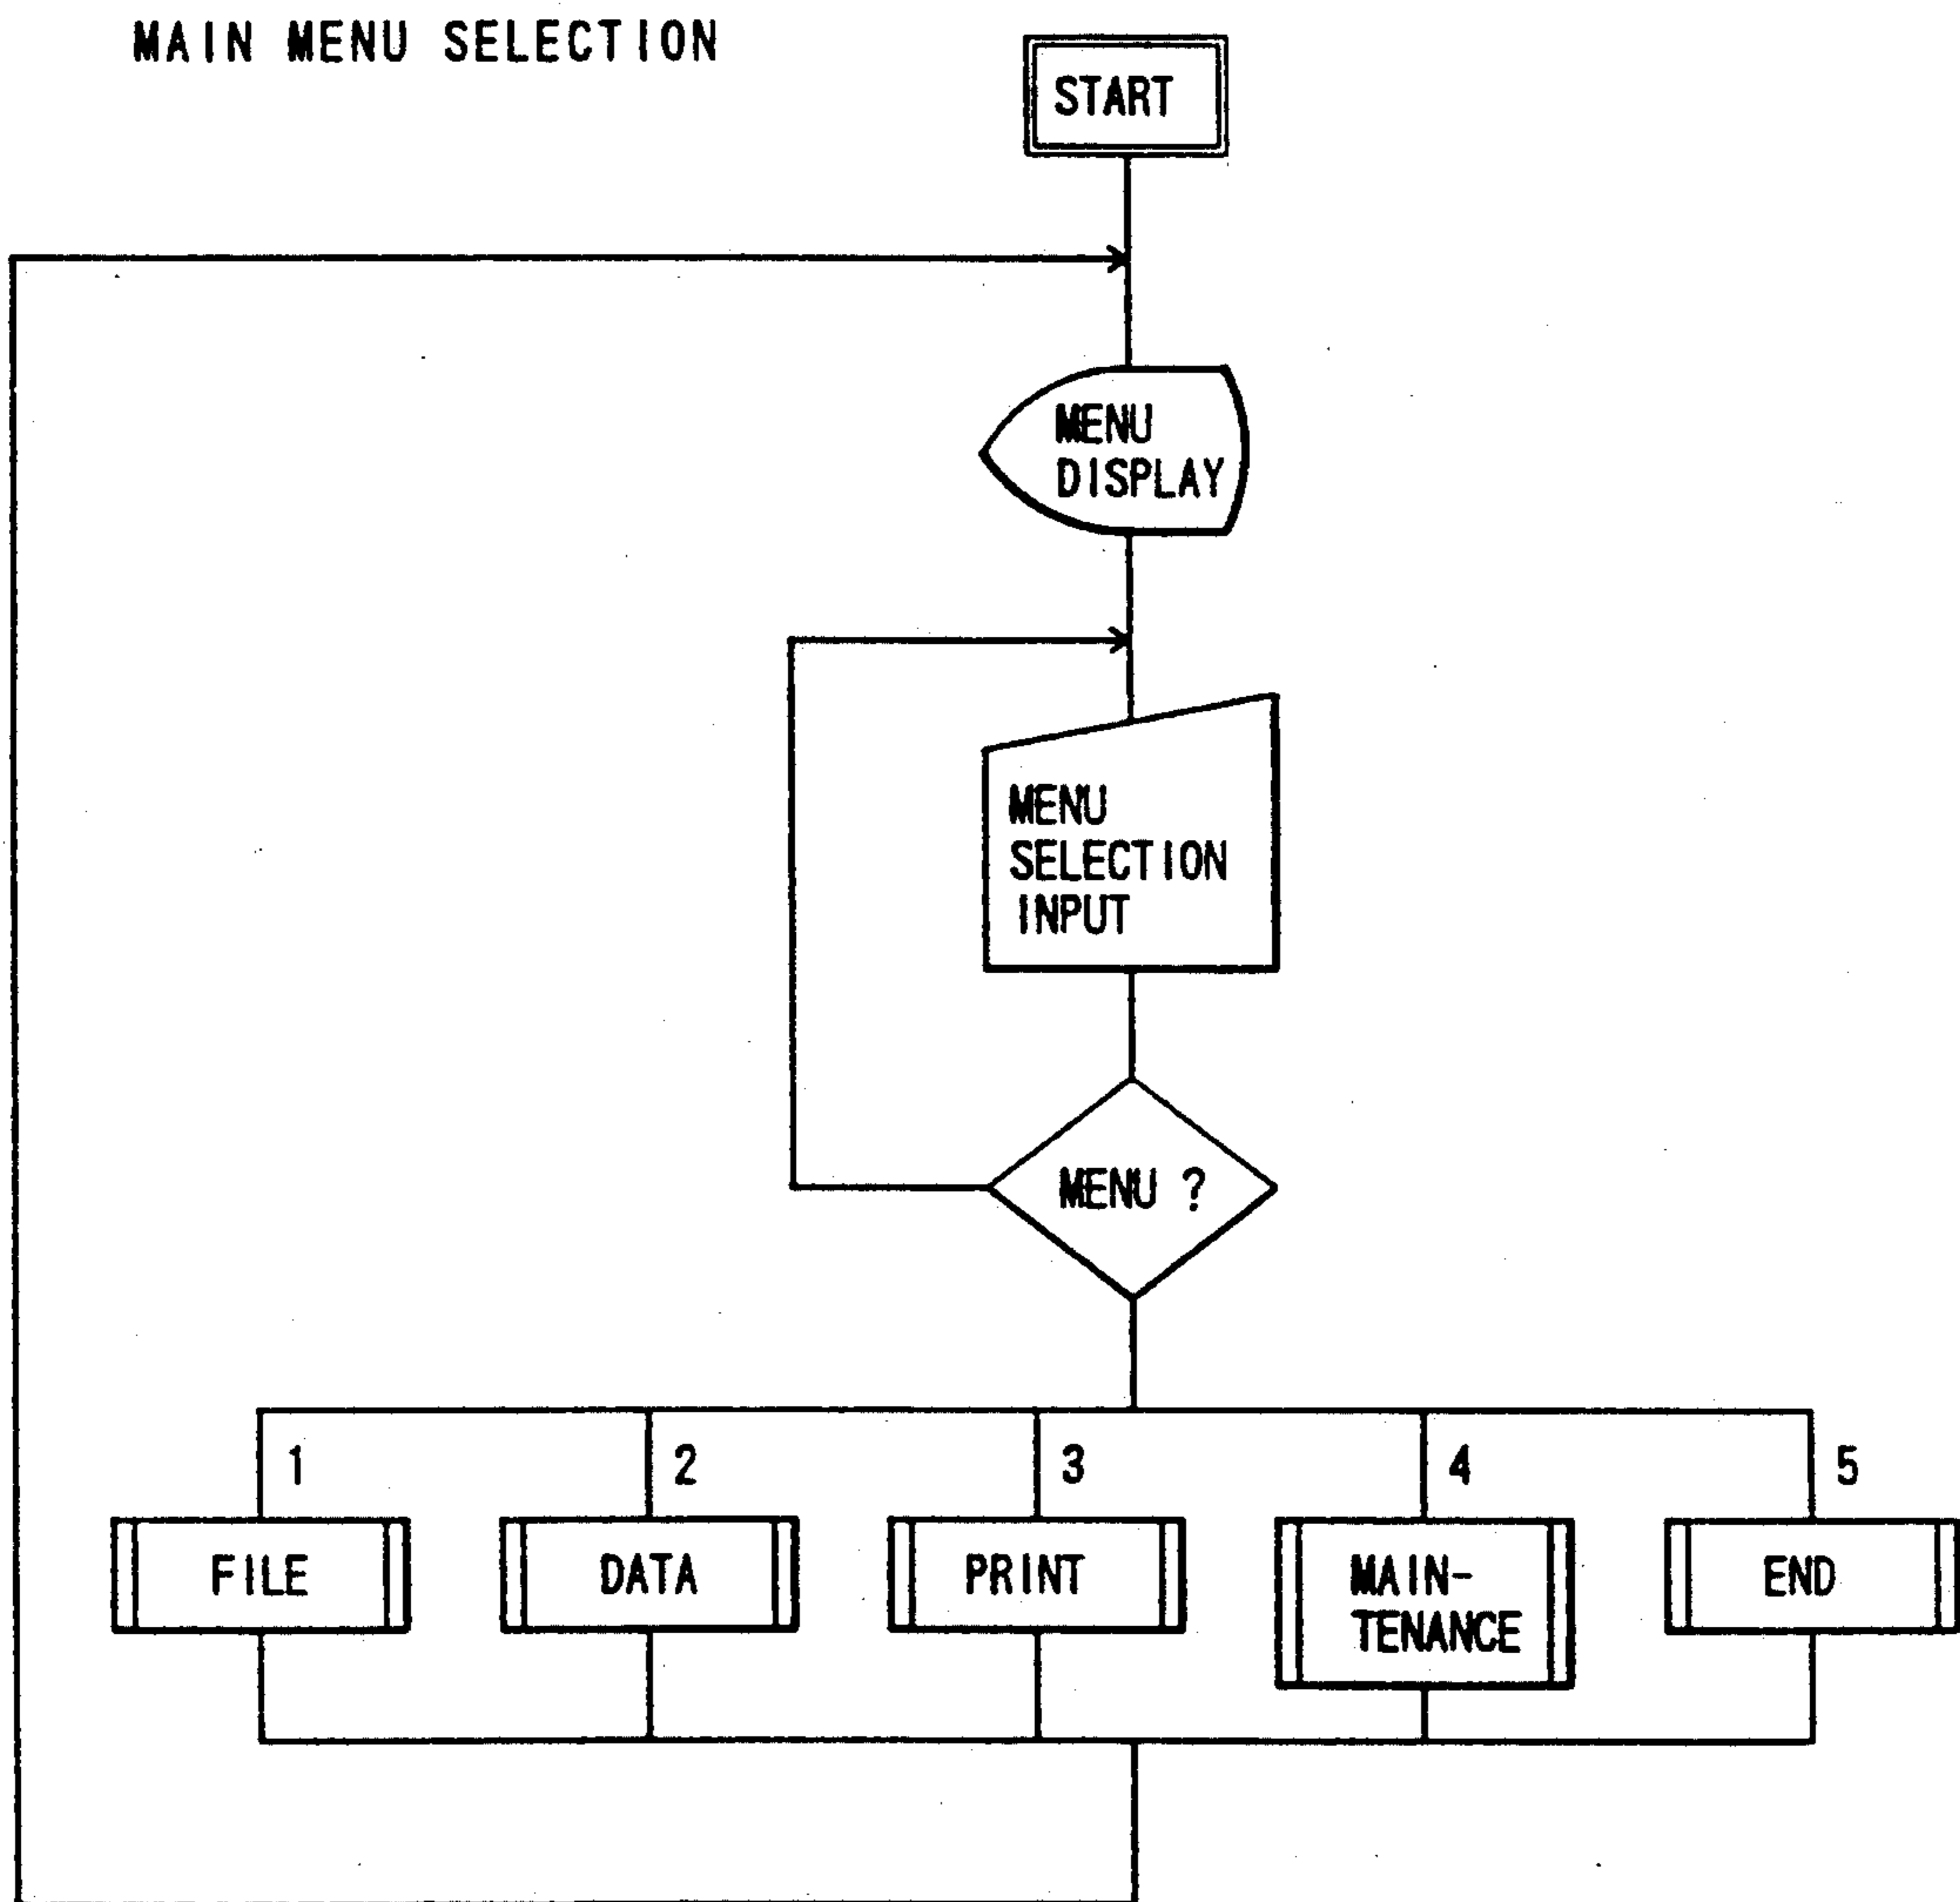 MAIN MENU SELECTION
START
MENU
DISPLAY
MENU
SELECTION
INPUT
MENU ?
1
2
3
4
5
FILE
DATA
PRINT
MAIN-
TENANCE
END